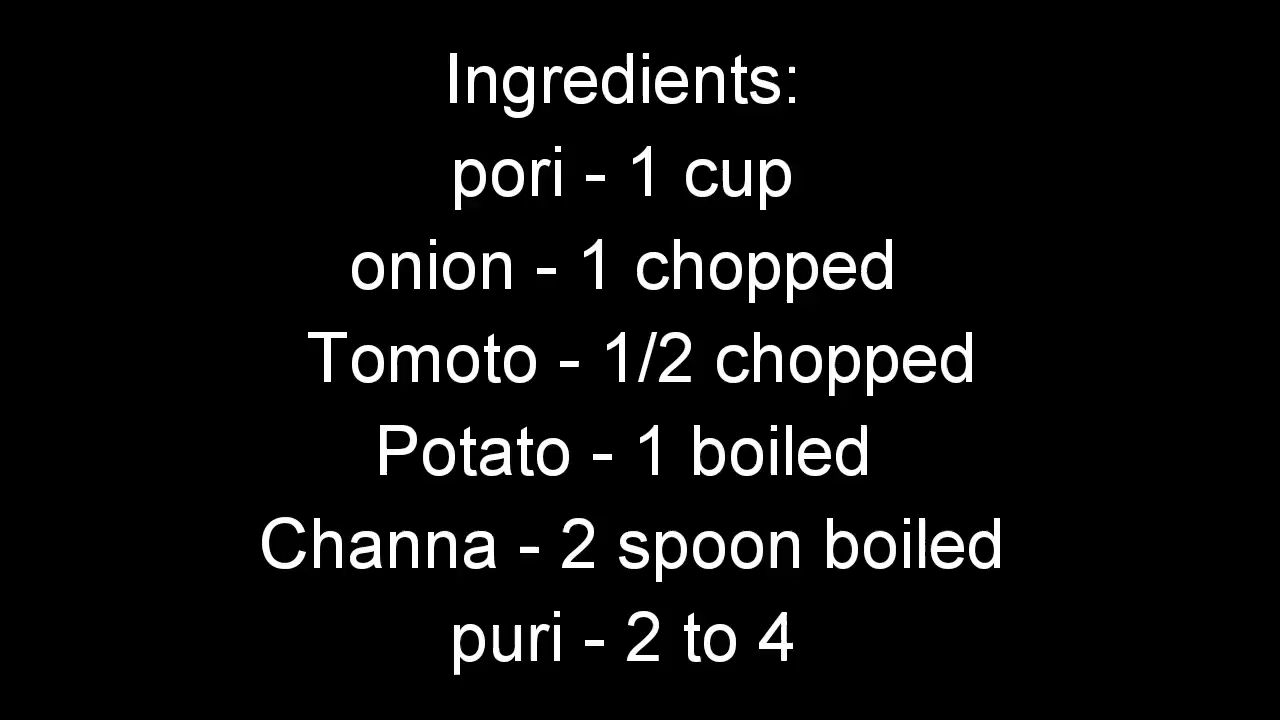 Ingredients:
pori - 1 cup
onion - 1 chopped
Tomoto - 1/2 chopped
Potato - 1 boiled
Channa - 2 spoon boiled
puri - 2 to 4